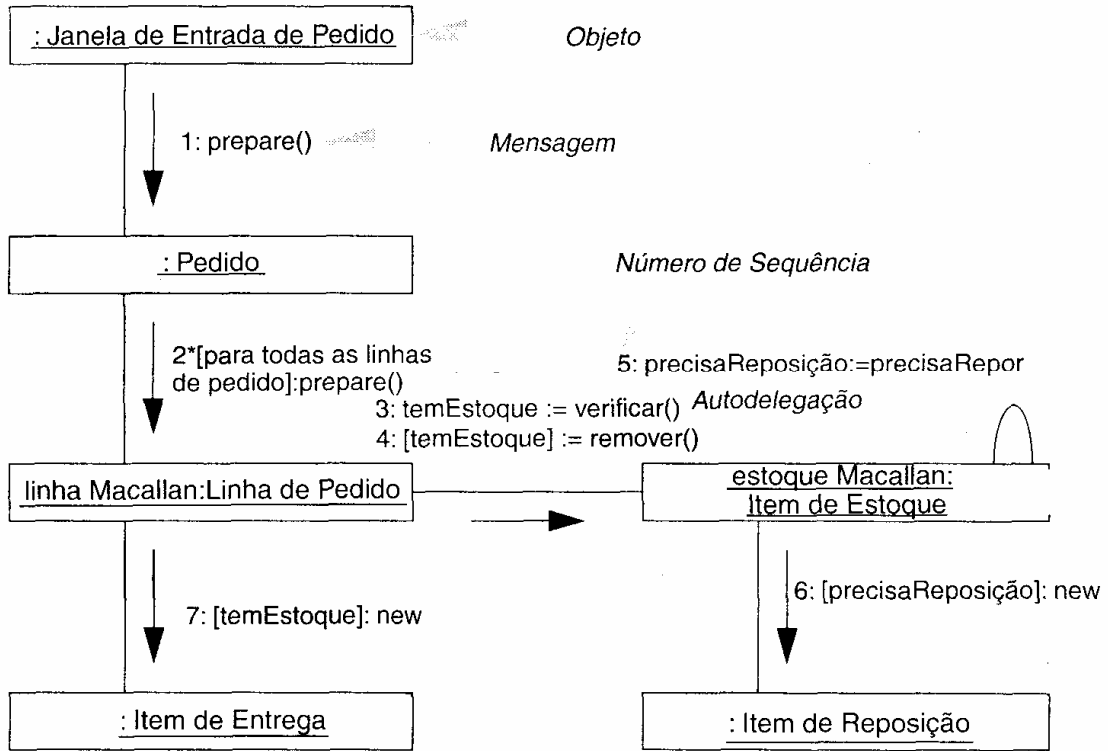 : Janela de Entrada de Pedido
Objeto
1: prepare()
Mensagem
: Pedido
Número de Sequência
2*[para todas as linhas
de pedido]:prepare()
5: precisaReposição:=precisaRepor
3: temEstoque := verificar()
Autodelegação
4: [temEstoque] := remover()
linha Macallan:Linha de Pedido
estoque Macallan:
Item de Estoque
7: [temEstoque]: new
6: [precisaReposição]: new
: Item de Entrega
: Item de Reposição